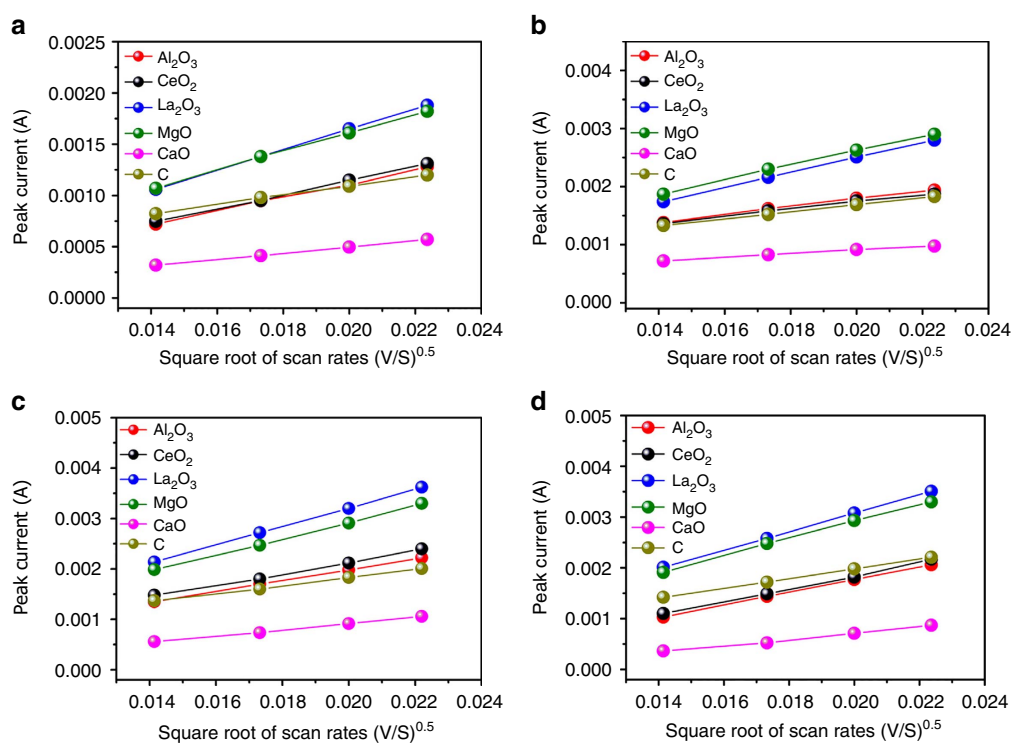 a
0.0025
0.0020
0.0015
0.0010
0.0005
0.0000
Peak current (A)
Al₂O₃
CeO₂
La₂O₃
MgO
CaO
C
0.014 0.016 0.018 0.020 0.022 0.024
Square root of scan rates (V/S)⁰·⁵
b
0.004
0.003
0.002
0.001
0.000
Peak current (A)
Al₂O₃
CeO₂
La₂O₃
MgO
CaO
C
0.014 0.016 0.018 0.020 0.022 0.024
Square root of scan rates (V/S)⁰·⁵
c
0.005
0.004
0.003
0.002
0.001
0.000
Peak current (A)
Al₂O₃
CeO₂
La₂O₃
MgO
CaO
C
0.014 0.016 0.018 0.020 0.022 0.024
Square root of scan rates (V/S)⁰·⁵
d
0.005
0.004
0.003
0.002
0.001
0.000
Peak current (A)
Al₂O₃
CeO₂
La₂O₃
MgO
CaO
C
0.014 0.016 0.018 0.020 0.022 0.024
Square root of scan rates (V/S)⁰·⁵